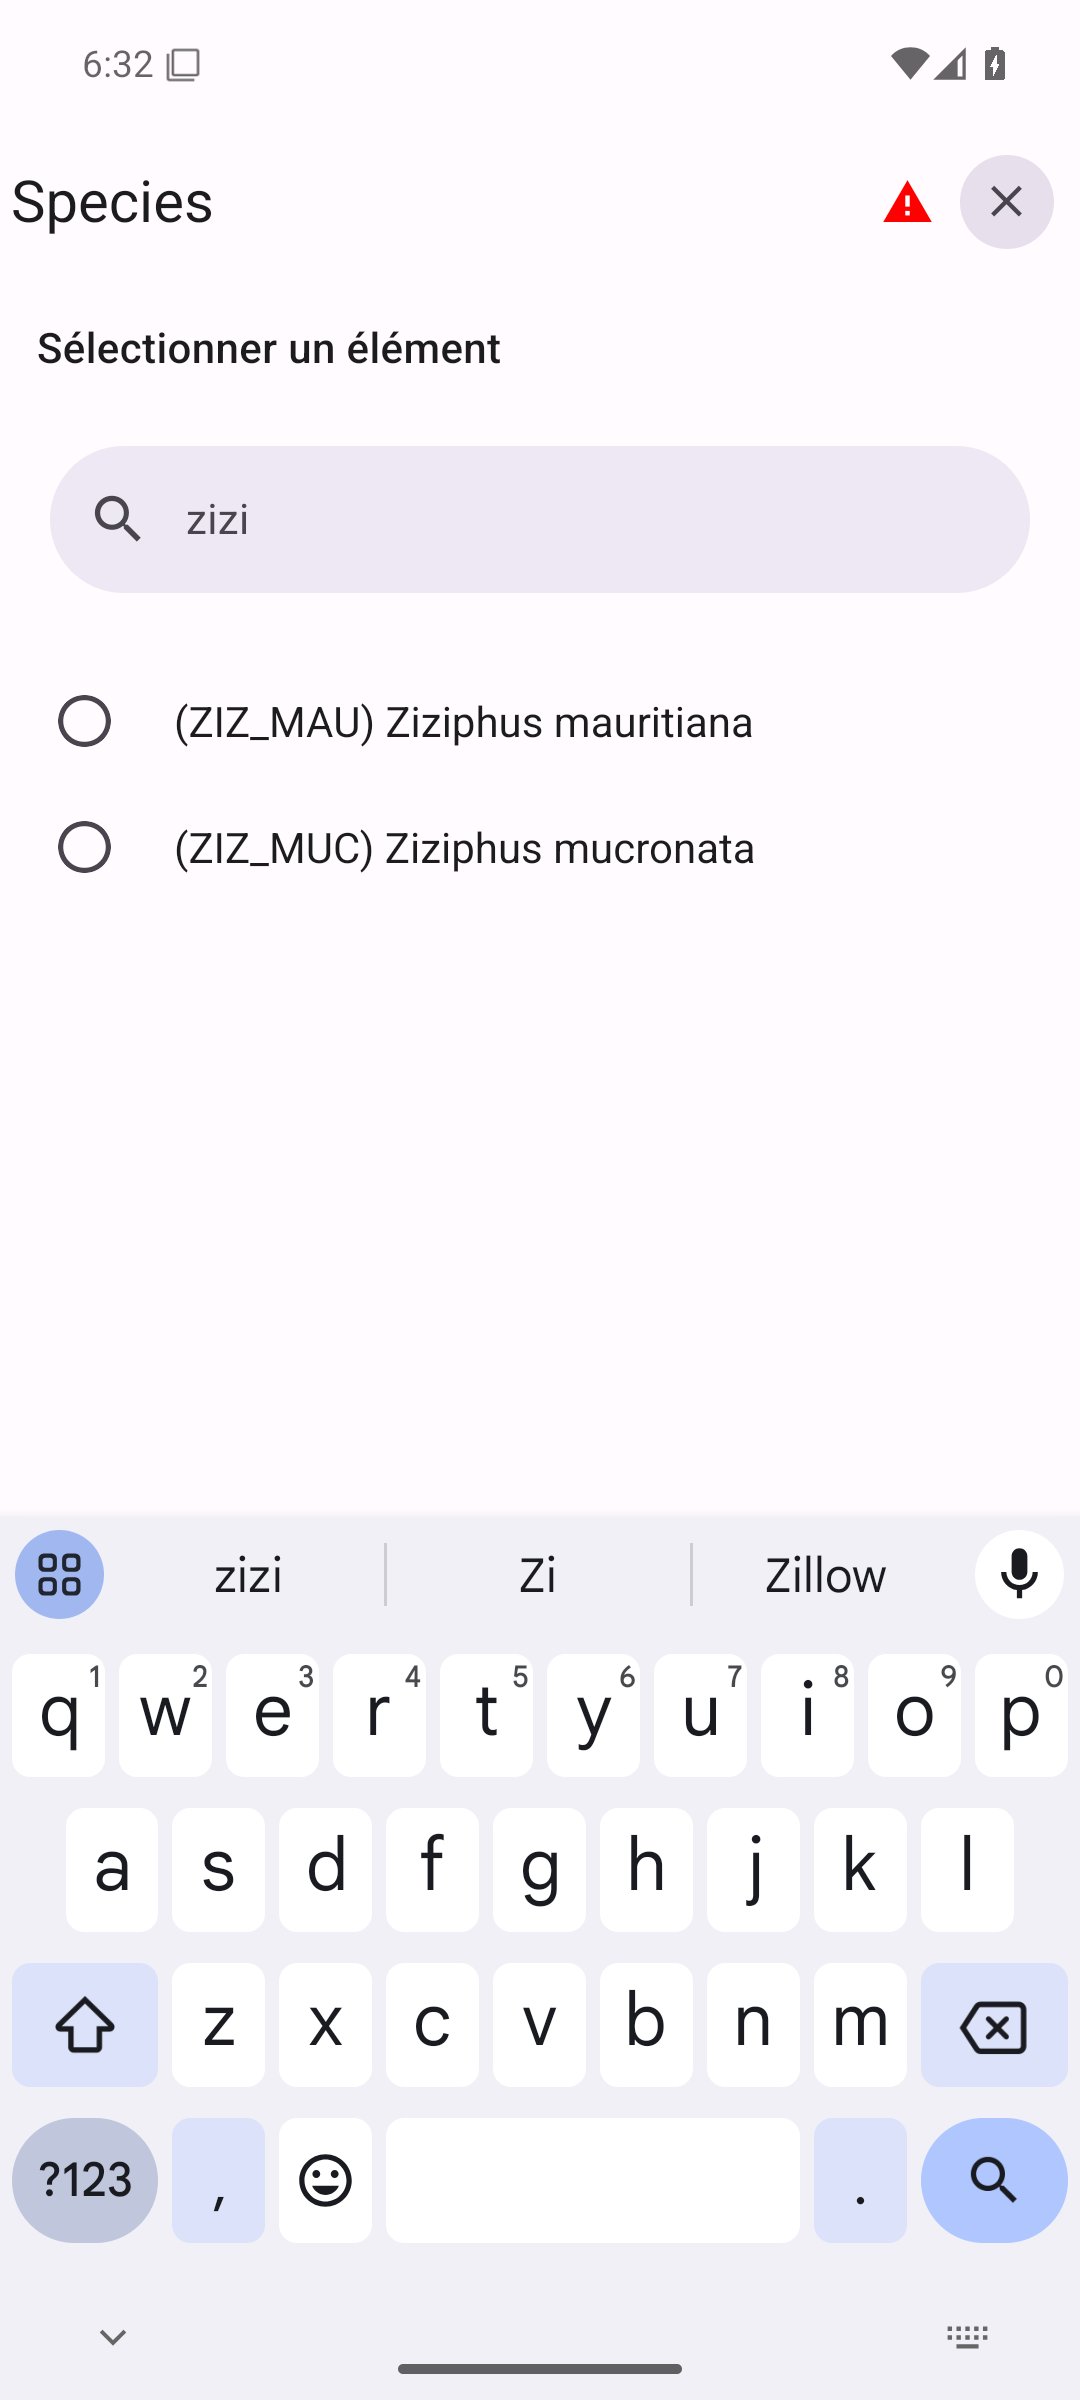 6:32
Species
Sélectionner un élément
zizi
(ZIZ_MAU) Ziziphus mauritiana
(ZIZ_MUC) Ziziphus mucronata
zizi Zi Zillow
q1 w2 e3 r4 t5 y6 u7 i8 o9 p0
a s d f g h j k l
z x c v b n m
?123 , .